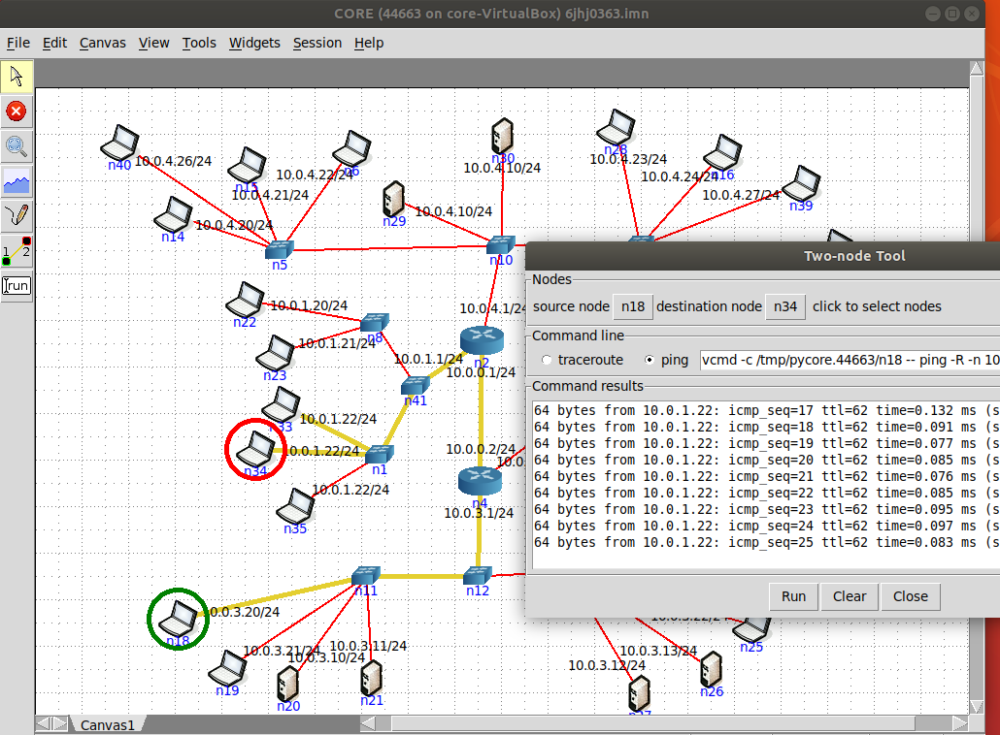 CORE (44663 on core-VirtualBox) 6jhj0363.imn
File Edit Canvas View Tools Widgets Session Help
n40
10.0.4.26/24
n15
10.0.4.21/24
10.0.4.22/24
n6
n14
10.0.4.20/24
n5
n29
10.0.4.10/24
n30
10.0.4.10/24
n10
n28
10.0.4.23/24
10.0.4.24/24
n16
10.0.4.27/24
n39
n22
10.0.1.20/24
n8
n23
10.0.1.21/24
10.0.4.1/24
n2
10.0.1.1/24
10.0.0.1/24
n41
n33
10.0.1.22/24
n34
10.0.1.22/24
n1
10.0.1.22/24
n35
10.0.0.2/24
10.0.
n4
10.0.3.1/24
n11
n12
n18
10.0.3.20/24
10.0.3.21/24
n19
10.0.3.10/24
n20
10.0.3.11/24
n21
n25
10.0.3.13/24
n26
10.0.3.12/24
n27
Two-node Tool
Nodes
source node n18 destination node n34 click to select nodes
Command line
traceroute ping vcmd -c /tmp/pycore.44663/n18 -- ping -R -n 10
Command results
64 bytes from 10.0.1.22: icmp_seq=17 ttl=62 time=0.132 ms (s
64 bytes from 10.0.1.22: icmp_seq=18 ttl=62 time=0.091 ms (s
64 bytes from 10.0.1.22: icmp_seq=19 ttl=62 time=0.077 ms (s
64 bytes from 10.0.1.22: icmp_seq=20 ttl=62 time=0.085 ms (s
64 bytes from 10.0.1.22: icmp_seq=21 ttl=62 time=0.076 ms (s
64 bytes from 10.0.1.22: icmp_seq=22 ttl=62 time=0.085 ms (s
64 bytes from 10.0.1.22: icmp_seq=23 ttl=62 time=0.095 ms (s
64 bytes from 10.0.1.22: icmp_seq=24 ttl=62 time=0.097 ms (s
64 bytes from 10.0.1.22: icmp_seq=25 ttl=62 time=0.083 ms (s
Run Clear Close
1 2
run
Canvas1